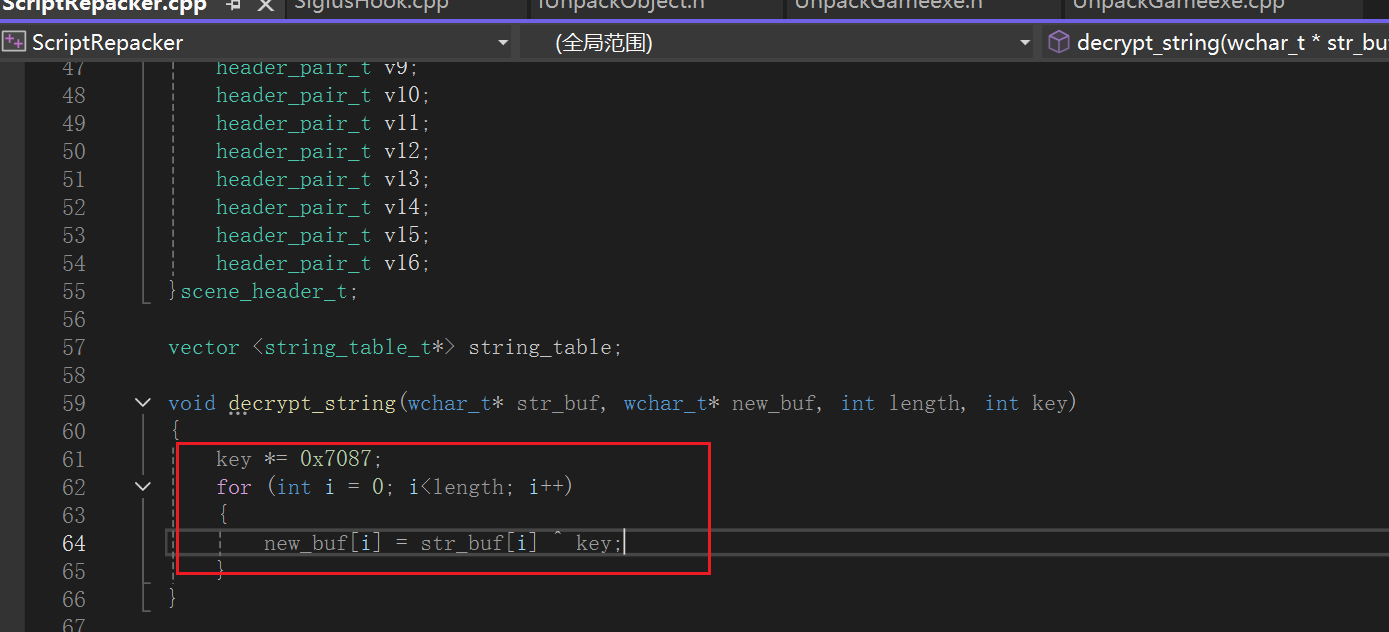 ScriptRepacker.cpp SiglusHook.cpp IUnpackObject.h UnpackGameexe.h UnpackGameexe.cpp
ScriptRepacker (全局范围) decrypt_string(wchar_t * str_bu
47 header_pair_t v9;
48 header_pair_t v10;
49 header_pair_t v11;
50 header_pair_t v12;
51 header_pair_t v13;
52 header_pair_t v14;
53 header_pair_t v15;
54 header_pair_t v16;
55 }scene_header_t;
56
57 vector <string_table_t*> string_table;
58
59 void decrypt_string(wchar_t* str_buf, wchar_t* new_buf, int length, int key)
60 {
61 key *= 0x7087;
62 for (int i = 0; i<length; i++)
63 {
64 new_buf[i] = str_buf[i] ^ key;
65 }
66 }
67